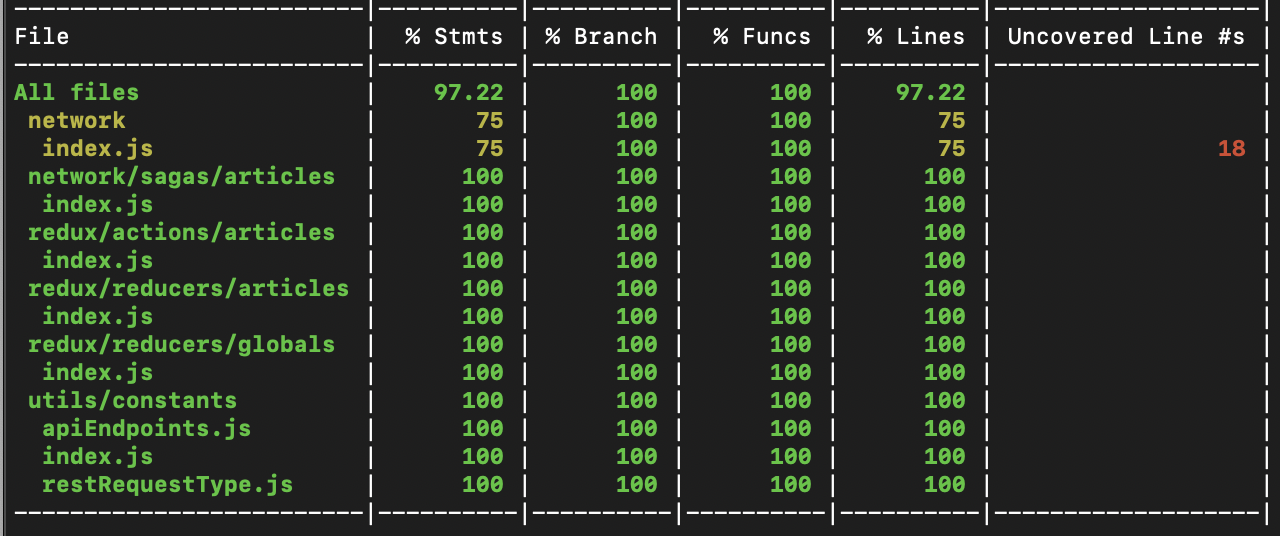 --------------------------|----------|----------|----------|----------|-------------------|
File                      |  % Stmts | % Branch |  % Funcs |  % Lines | Uncovered Line #s |
--------------------------|----------|----------|----------|----------|-------------------|
All files                 |    97.22 |      100 |      100 |    97.22 |                   |
 network                  |       75 |      100 |      100 |       75 |                   |
  index.js                |       75 |      100 |      100 |       75 |                18 |
 network/sagas/articles   |      100 |      100 |      100 |      100 |                   |
  index.js                |      100 |      100 |      100 |      100 |                   |
 redux/actions/articles   |      100 |      100 |      100 |      100 |                   |
  index.js                |      100 |      100 |      100 |      100 |                   |
 redux/reducers/articles  |      100 |      100 |      100 |      100 |                   |
  index.js                |      100 |      100 |      100 |      100 |                   |
 redux/reducers/globals   |      100 |      100 |      100 |      100 |                   |
  index.js                |      100 |      100 |      100 |      100 |                   |
 utils/constants          |      100 |      100 |      100 |      100 |                   |
  apiEndpoints.js         |      100 |      100 |      100 |      100 |                   |
  index.js                |      100 |      100 |      100 |      100 |                   |
  restRequestType.js      |      100 |      100 |      100 |      100 |                   |
--------------------------|----------|----------|----------|----------|-------------------|